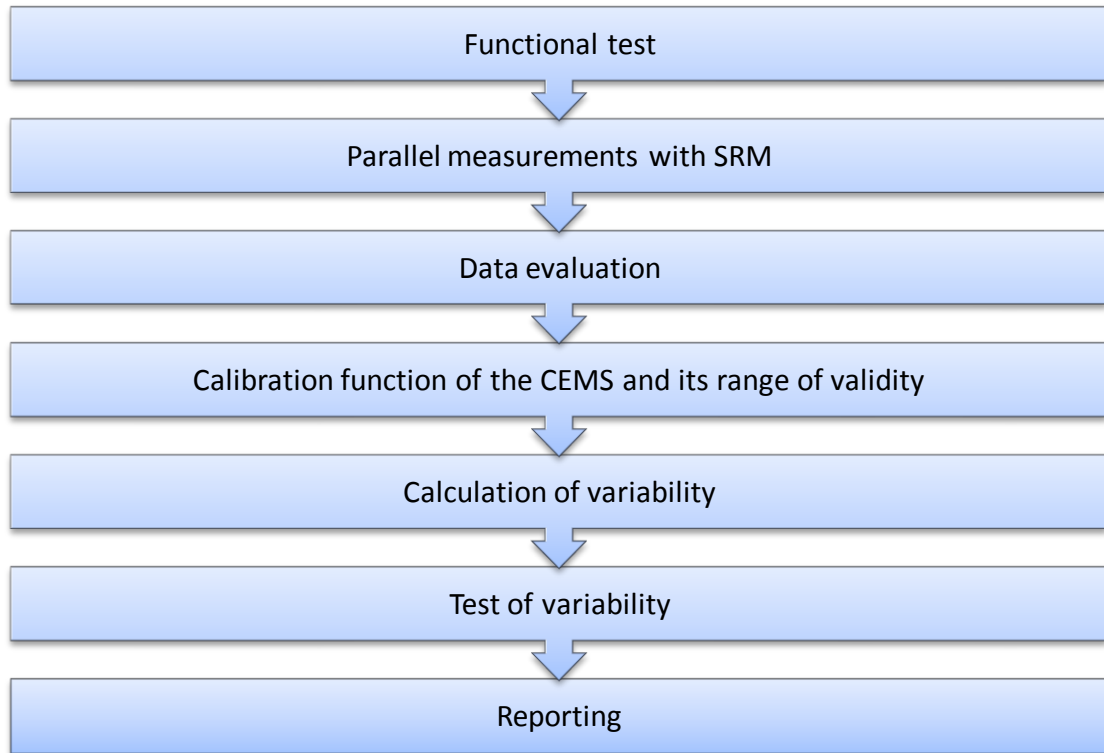 Functional test
Parallel measurements with SRM
Data evaluation
Calibration function of the CEMS and its range of validity
Calculation of variability
Test of variability
Reporting